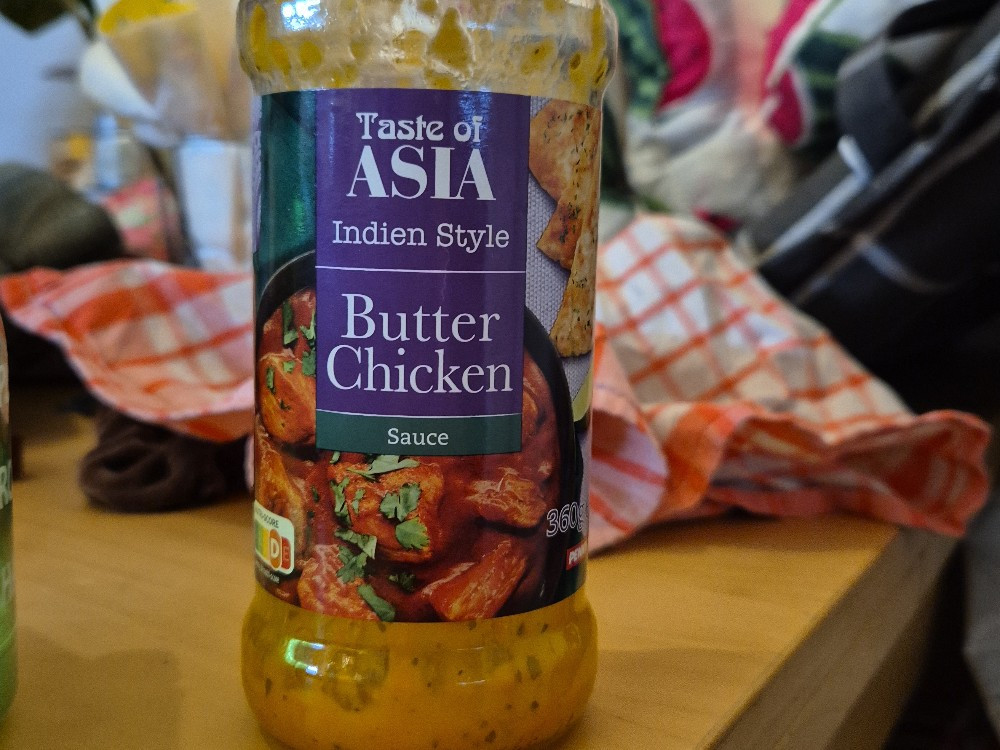 Taste of
ASIA
Indien Style
Butter
Chicken
Sauce
360g
D